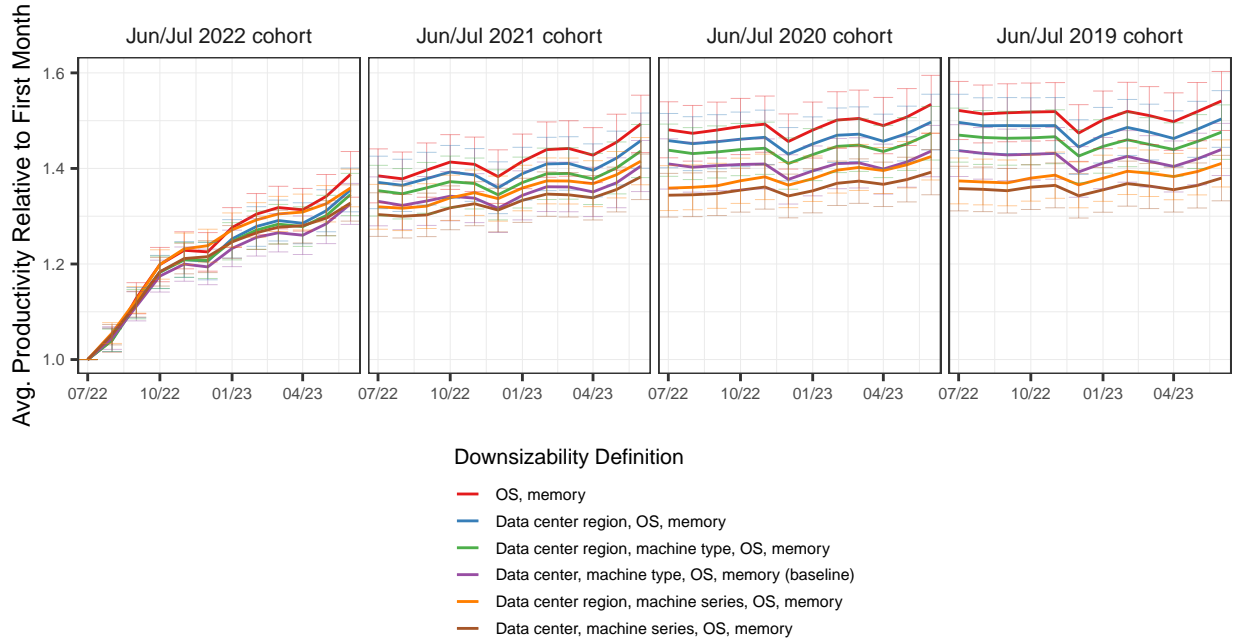 Jun/Jul 2022 cohort
Jun/Jul 2021 cohort
Jun/Jul 2020 cohort
Jun/Jul 2019 cohort
Avg. Productivity Relative to First Month
1.6
1.4
1.2
1.0
07/22 10/22 01/23 04/23
07/22 10/22 01/23 04/23
07/22 10/22 01/23 04/23
07/22 10/22 01/23 04/23
Downsizability Definition
OS, memory
Data center region, OS, memory
Data center region, machine type, OS, memory
Data center, machine type, OS, memory (baseline)
Data center region, machine series, OS, memory
Data center, machine series, OS, memory